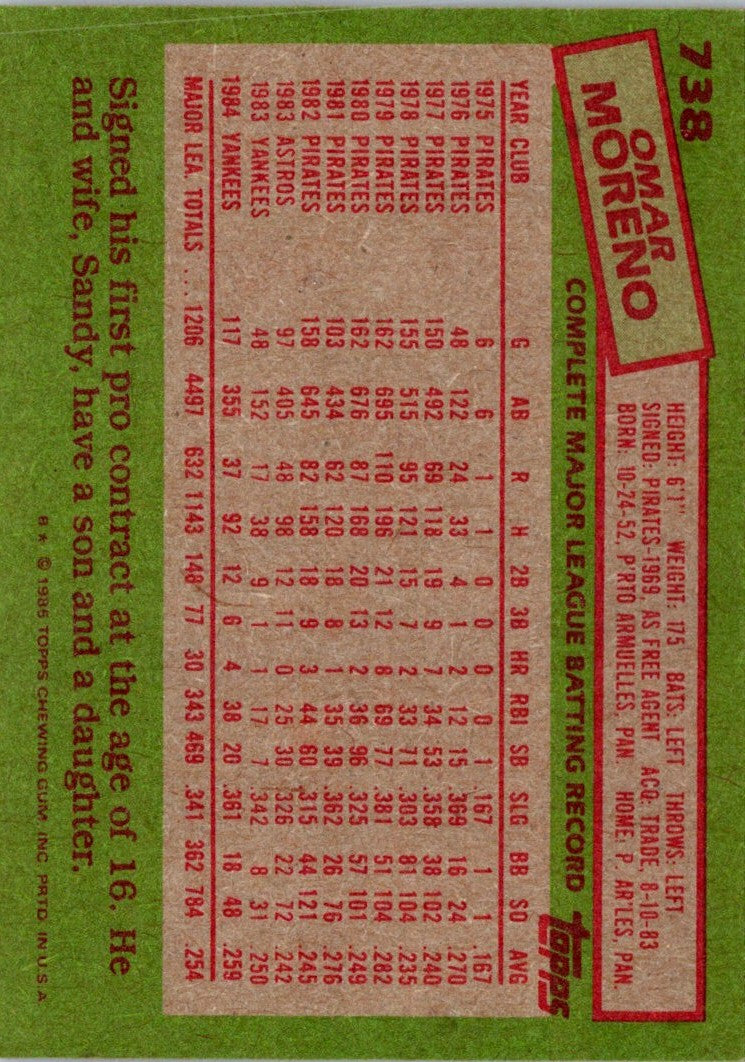 738
OMAR
MORENO
HEIGHT: 6'1" WEIGHT: 175 BATS: LEFT THROWS: LEFT
SIGNED: PIRATES-1969 AS FREE AGENT ACQ: TRADE, 8-10-83
BORN: 10-24-52, P'RTO ARMUELLES, PAN. HOME: P. ARTLES, PAN.
COMPLETE MAJOR LEAGUE BATTING RECORD topps
YEAR CLUB G AB R H 2B 3B HR RBI SB SLG BB SO AVG
1975 PIRATES 6 6 1 1 0 0 0 0 1 .167 1 1 .167
1976 PIRATES 48 122 24 33 4 1 2 12 15 .369 16 24 .270
1977 PIRATES 150 492 69 118 19 9 7 34 53 .358 38 102 .240
1978 PIRATES 155 515 95 121 15 7 2 33 71 .303 81 104 .235
1979 PIRATES 162 695 110 196 21 12 8 69 77 .381 51 104 .282
1980 PIRATES 162 676 87 168 20 13 2 36 96 .325 57 101 .249
1981 PIRATES 103 434 62 120 18 8 1 35 39 .362 26 76 .276
1982 PIRATES 158 645 82 158 18 9 3 44 60 .315 44 121 .245
1983 ASTROS 97 405 48 98 12 11 0 25 30 .326 22 72 .242
1983 YANKEES 48 152 17 38 9 1 1 17 7 .342 8 31 .250
1984 YANKEES 117 355 37 92 12 6 4 38 20 .361 18 48 .259
MAJOR LEA. TOTALS .... 1206 4497 632 1143 148 77 30 343 469 .341 362 784 .254
Signed his first pro contract at the age of 16. He
and wife, Sandy, have a son and a daughter.
B* © 1985 TOPPS CHEWING GUM, INC. PRTD. IN U.S.A.